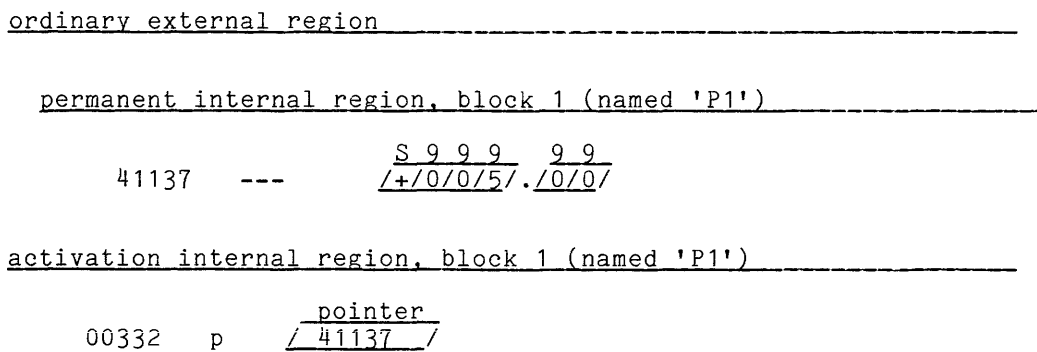 ordinary external region
permanent internal region, block 1 (named 'P1')
S 9 9 9 9 9
41137 --- /+/0/0/5/./0/0/
activation internal region, block 1 (named 'P1')
pointer
00332 p / 41137 /